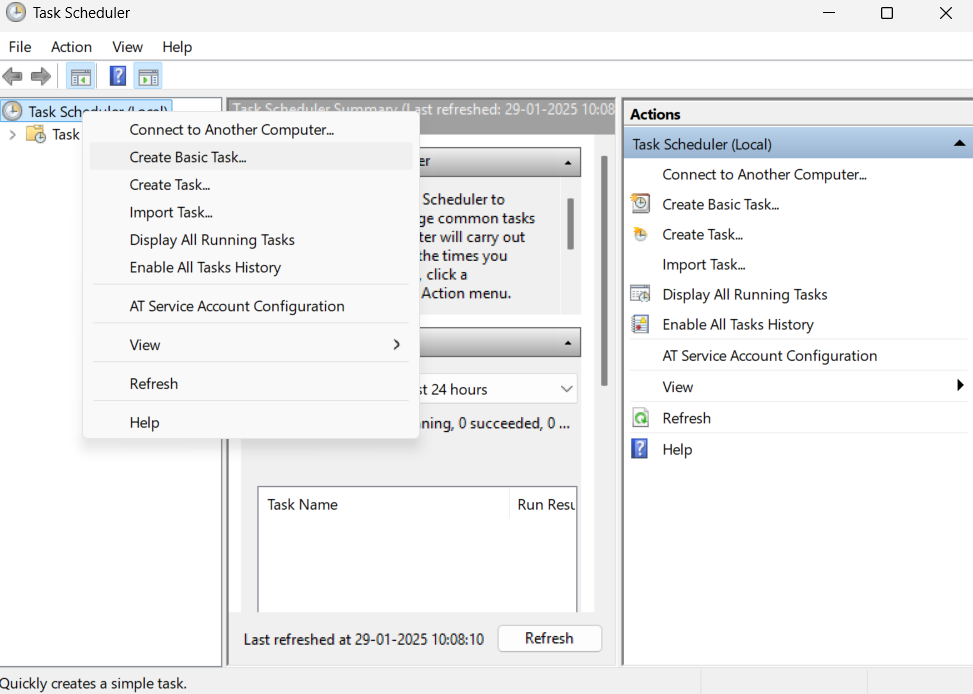 Task Scheduler
File Action View Help
Task Scheduler (Local)
Task
Connect to Another Computer...
Create Basic Task...
Create Task...
Import Task...
Display All Running Tasks
Enable All Tasks History
AT Service Account Configuration
View
Refresh
Help
Task Scheduler Summary (Last refreshed: 29-01-2025 10:08
er
Scheduler to
ge common tasks
ter will carry out
the times you
, click a
Action menu.
st 24 hours
ning, 0 succeeded, 0 ...
Task Name Run Resu
Last refreshed at 29-01-2025 10:08:10 Refresh
Actions
Task Scheduler (Local)
Connect to Another Computer...
Create Basic Task...
Create Task...
Import Task...
Display All Running Tasks
Enable All Tasks History
AT Service Account Configuration
View
Refresh
Help
Quickly creates a simple task.